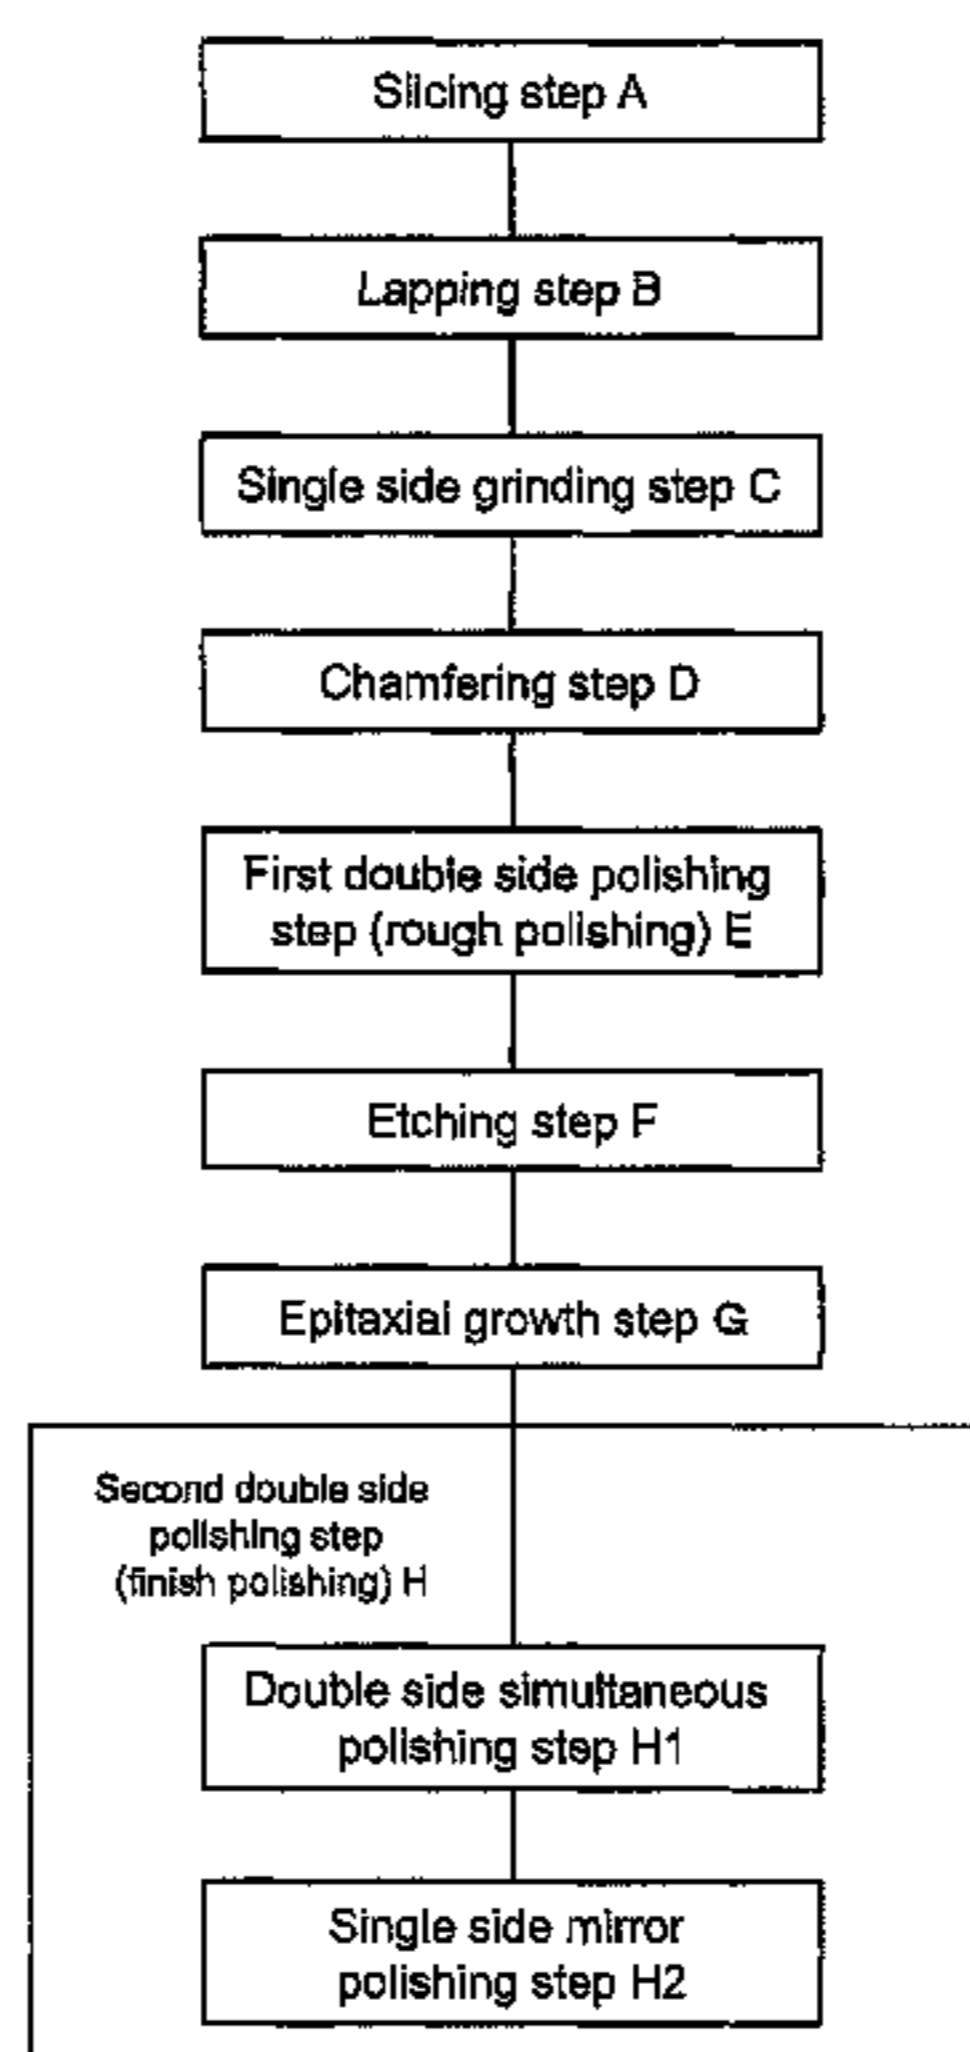 Slicing step A
Lapping step B
Single side grinding step C
Chamfering step D
First double side polishing
step (rough polishing) E
Etching step F
Epitaxial growth step G
Second double side
polishing step
(finish polishing) H
Double side simultaneous
polishing step H1
Single side mirror
polishing step H2